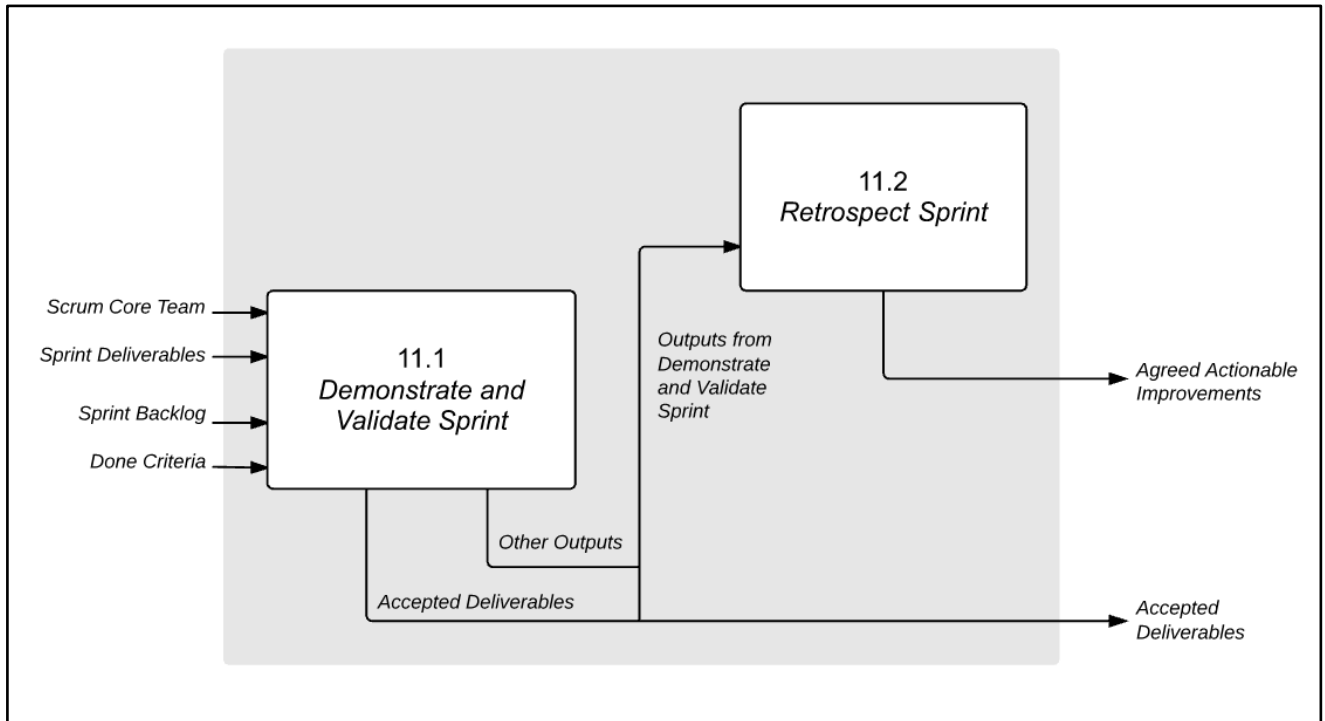 11.2
Retrospect Sprint
Scrum Core Team
Sprint Deliverables
Sprint Backlog
Done Criteria
11.1
Demonstrate and
Validate Sprint
Outputs from
Demonstrate
and Validate
Sprint
Agreed Actionable
Improvements
Other Outputs
Accepted Deliverables
Accepted
Deliverables